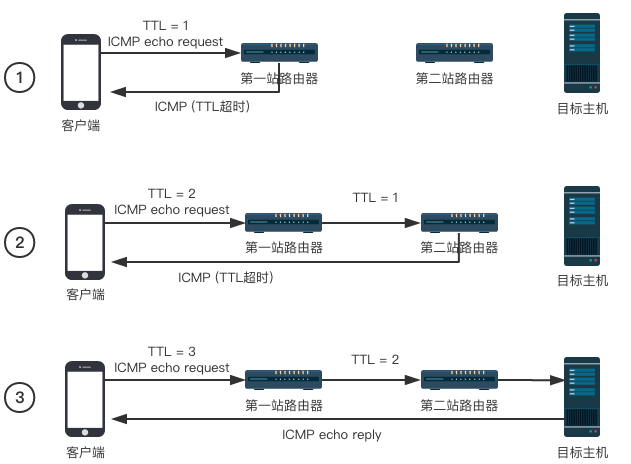 TTL = 1
ICMP echo request
1
第一站路由器
第二站路由器
ICMP (TTL超时)
客户端
目标主机
TTL = 2
ICMP echo request
TTL = 1
2
第一站路由器
第二站路由器
ICMP (TTL超时)
客户端
目标主机
TTL = 3
ICMP echo request
TTL = 2
3
第一站路由器
第二站路由器
ICMP echo reply
客户端
目标主机